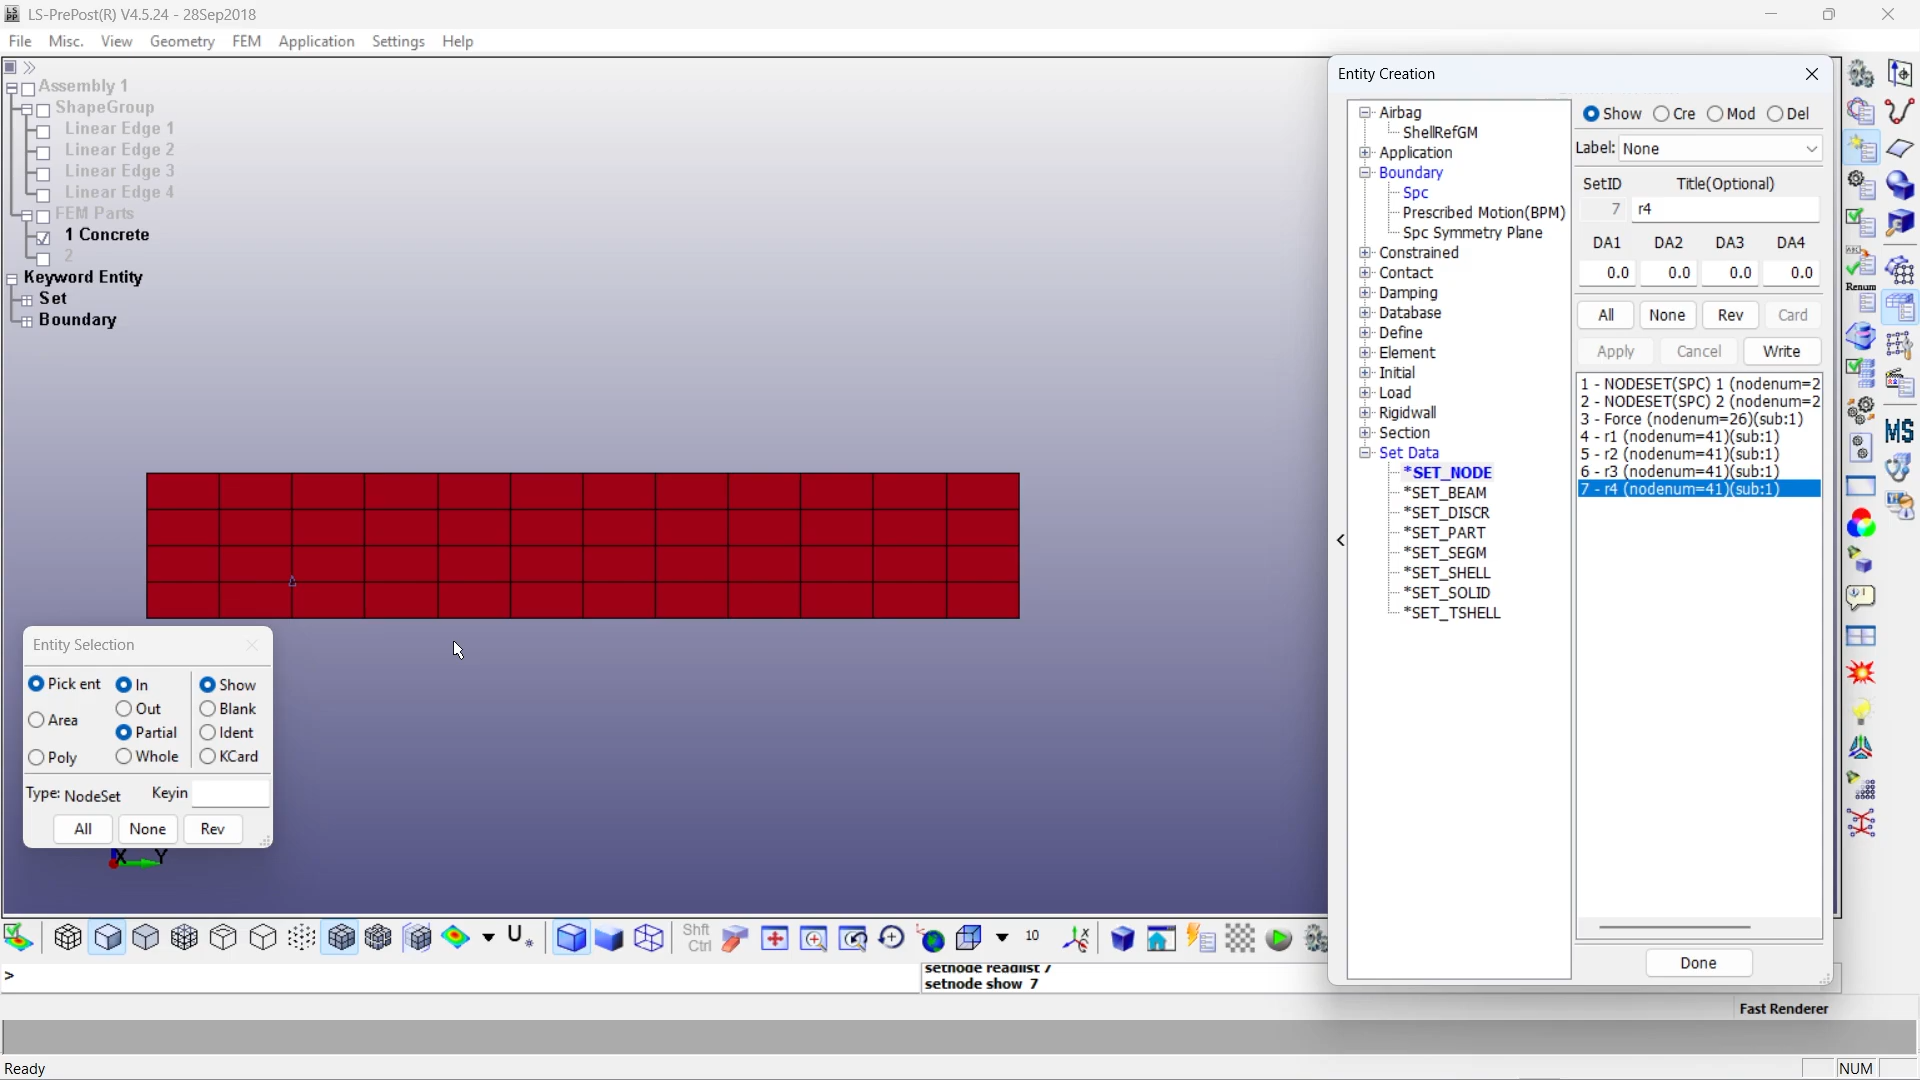 LS-PrePost(R) V4.5.24 - 28Sep2018
File Misc. View Geometry FEM Application Settings Help
Assembly 1
ShapeGroup
Linear Edge 1
Linear Edge 2
Linear Edge 3
Linear Edge 4
FEM Parts
1 Concrete
2
Keyword Entity
Set
Boundary
Entity Selection
Pick ent In Show
Out Blank
Area
Partial Ident
Poly Whole KCard
Type: NodeSet Keyin
All None Rev
X Y
Shft
Ctrl
10
>
setnode readlist 7
setnode show 7
Entity Creation
Airbag
ShellRefGM
Application
Boundary
Spc
Prescribed Motion(BPM)
Spc Symmetry Plane
Constrained
Contact
Damping
Database
Define
Element
Initial
Load
Rigidwall
Section
Set Data
*SET_NODE
*SET_BEAM
*SET_DISCR
*SET_PART
*SET_SEGM
*SET_SHELL
*SET_SOLID
*SET_TSHELL
Show Cre Mod Del
Label: None
SetID Title(Optional)
7 r4
DA1 DA2 DA3 DA4
0.0 0.0 0.0 0.0
All None Rev Card
Apply Cancel Write
1 - NODESET(SPC) 1 (nodenum=2
2 - NODESET(SPC) 2 (nodenum=2
3 - Force (nodenum=26)(sub:1)
4 - r1 (nodenum=41)(sub:1)
5 - r2 (nodenum=41)(sub:1)
6 - r3 (nodenum=41)(sub:1)
7 - r4 (nodenum=41)(sub:1)
Done
Renum
MS
Fast Renderer
Ready
NUM